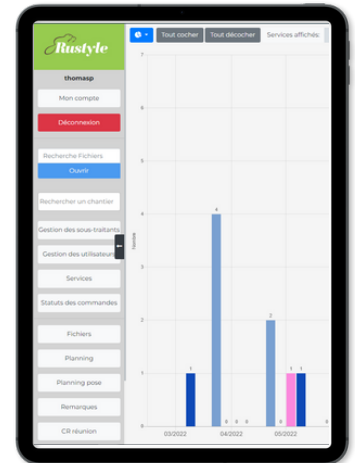 Rustyle
Tout cocher
Tout décocher
Services affichés:
thomasp
Mon compte
Déconnexion
Recherche Fichiers
Ouvrir
Rechercher un chantier
Gestion des sous-traitants
Gestion des utilisateurs
Services
Statuts des commandes
Fichiers
Planning
Planning pose
Remarques
CR réunion
7
6
5
4
3
2
1
0
Nombre
1
4
0 0 0
2
1 1
0
03/2022
04/2022
05/2022